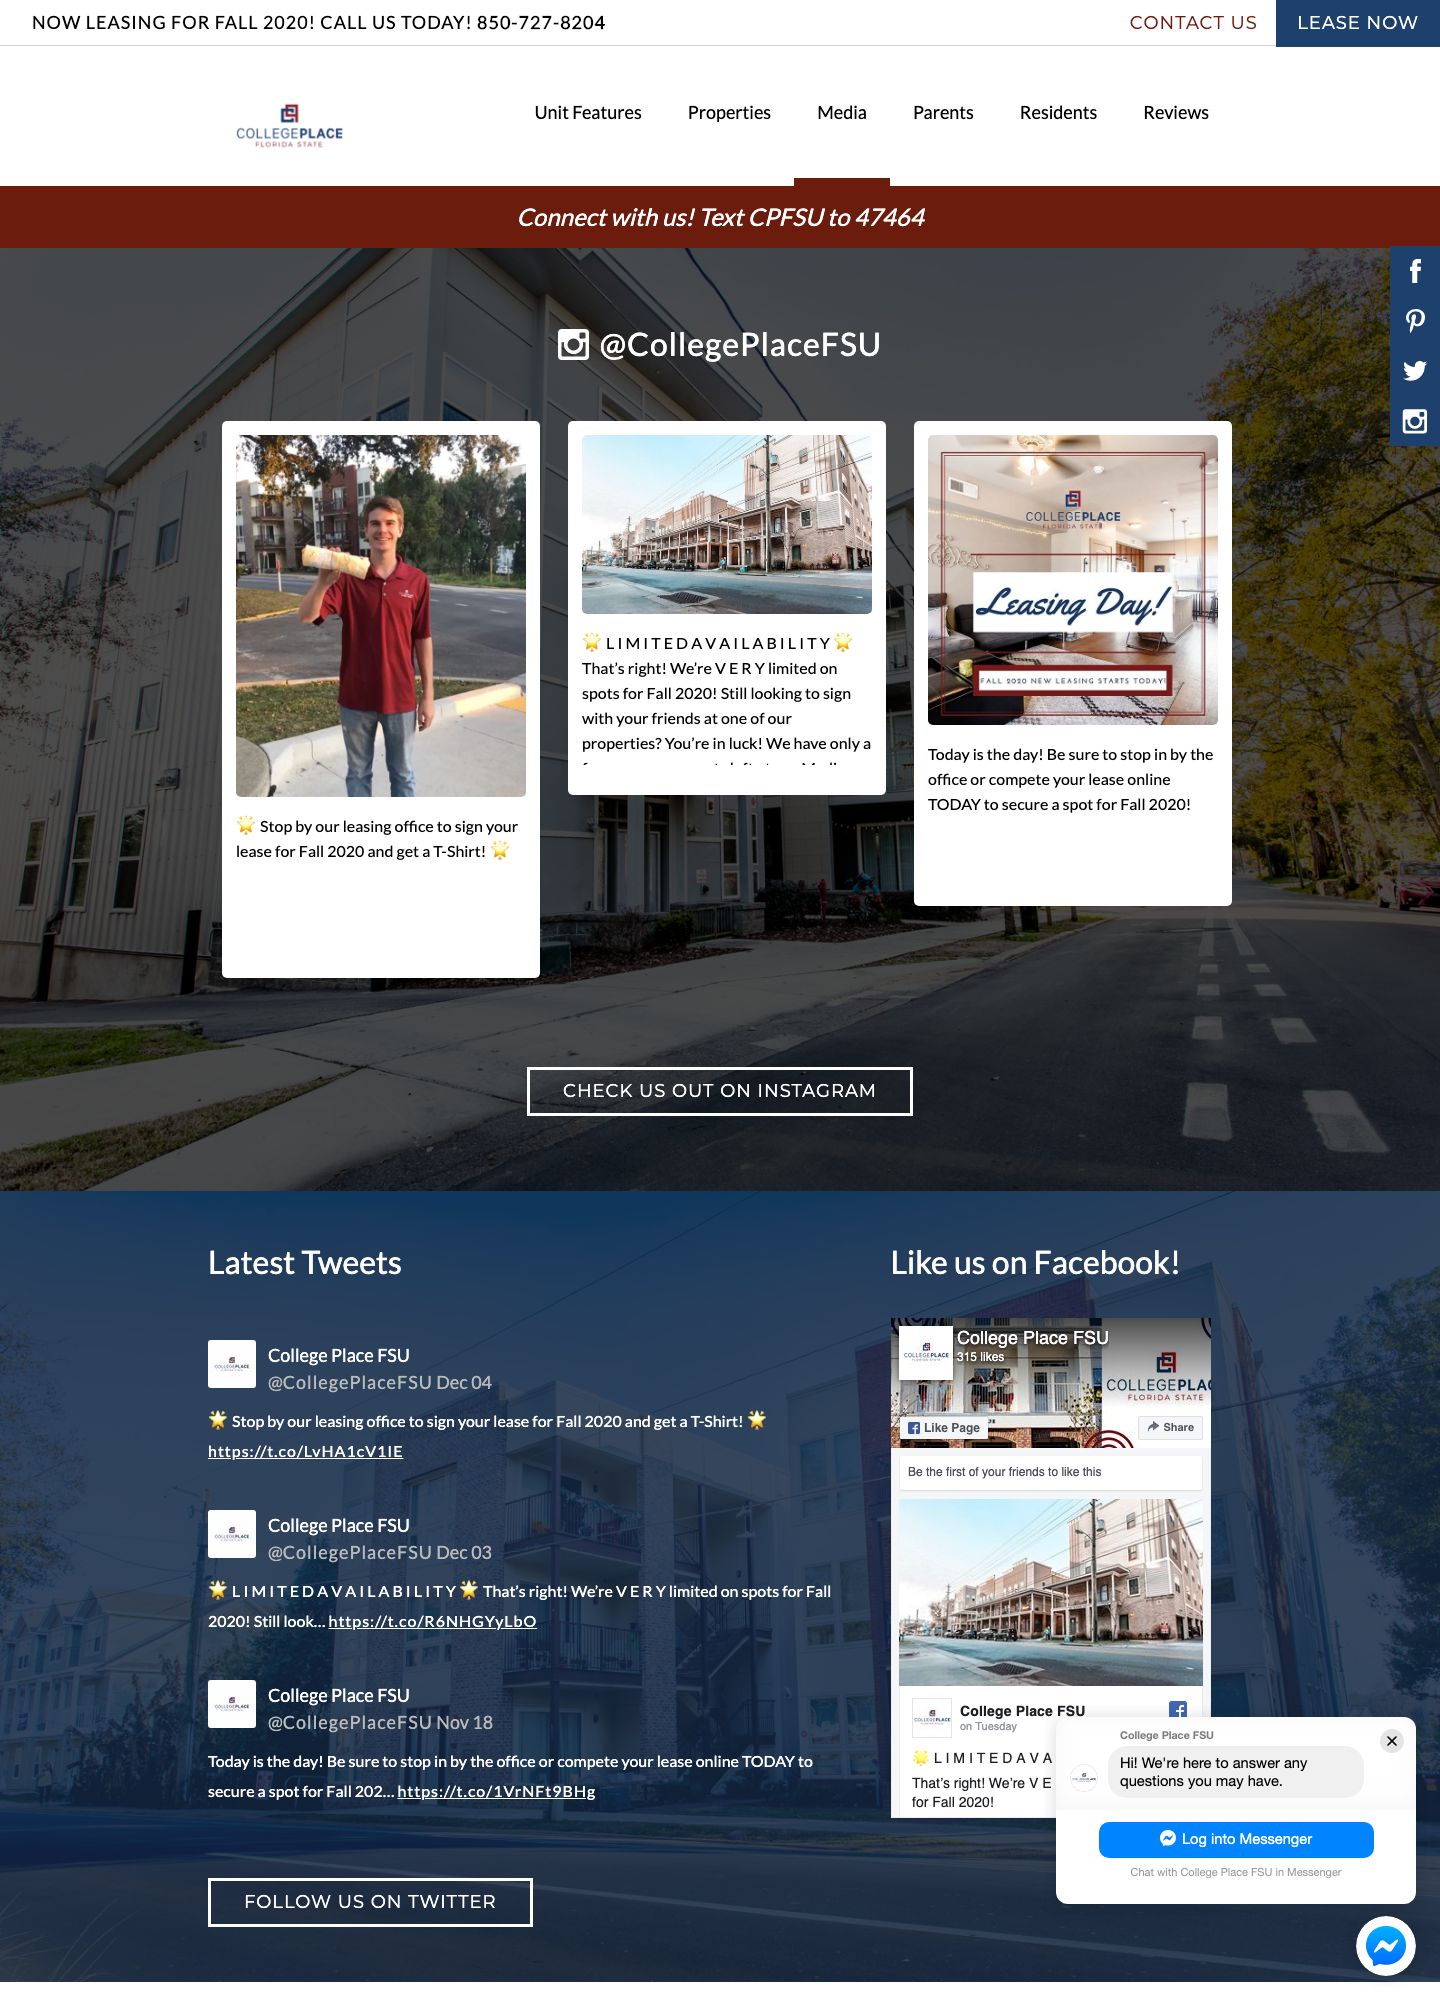 NOW LEASING FOR FALL 2020! CALL US TODAY! 850-727-8204
CONTACT US
LEASE NOW
COLLEGEPLACE
FLORIDA STATE
Unit Features
Properties
Media
Parents
Residents
Reviews
Connect with us! Text CPFSU to 47464
@CollegePlaceFSU
🌟 Stop by our leasing office to sign your
lease for Fall 2020 and get a T-Shirt! 🌟
🌟 L I M I T E D A V A I L A B I L I T Y 🌟
That's right! We're V E R Y limited on
spots for Fall 2020! Still looking to sign
with your friends at one of our
properties? You're in luck! We have only a
COLLEGEPLACE
FLORIDA STATE
Leasing Day!
FALL 2020 NEW LEASING STARTS TODAY!
Today is the day! Be sure to stop in by the
office or compete your lease online
TODAY to secure a spot for Fall 2020!
CHECK US OUT ON INSTAGRAM
Latest Tweets
College Place FSU
@CollegePlaceFSU Dec 04
🌟 Stop by our leasing office to sign your lease for Fall 2020 and get a T-Shirt! 🌟
https://t.co/LvHA1cV1IE
College Place FSU
@CollegePlaceFSU Dec 03
🌟 L I M I T E D A V A I L A B I L I T Y 🌟 That's right! We're V E R Y limited on spots for Fall
2020! Still look... https://t.co/R6NHGYyLbO
College Place FSU
@CollegePlaceFSU Nov 18
Today is the day! Be sure to stop in by the office or compete your lease online TODAY to
secure a spot for Fall 202... https://t.co/1VrNFt9BHg
FOLLOW US ON TWITTER
Like us on Facebook!
College Place FSU
315 likes
COLLEGEPLAC
FLORIDA STATE
Like Page
Share
Be the first of your friends to like this
College Place FSU
on Tuesday
🌟 L I M I T E D A V A
That's right! We're V E
for Fall 2020!
College Place FSU
Hi! We're here to answer any
questions you may have.
Log into Messenger
Chat with College Place FSU in Messenger